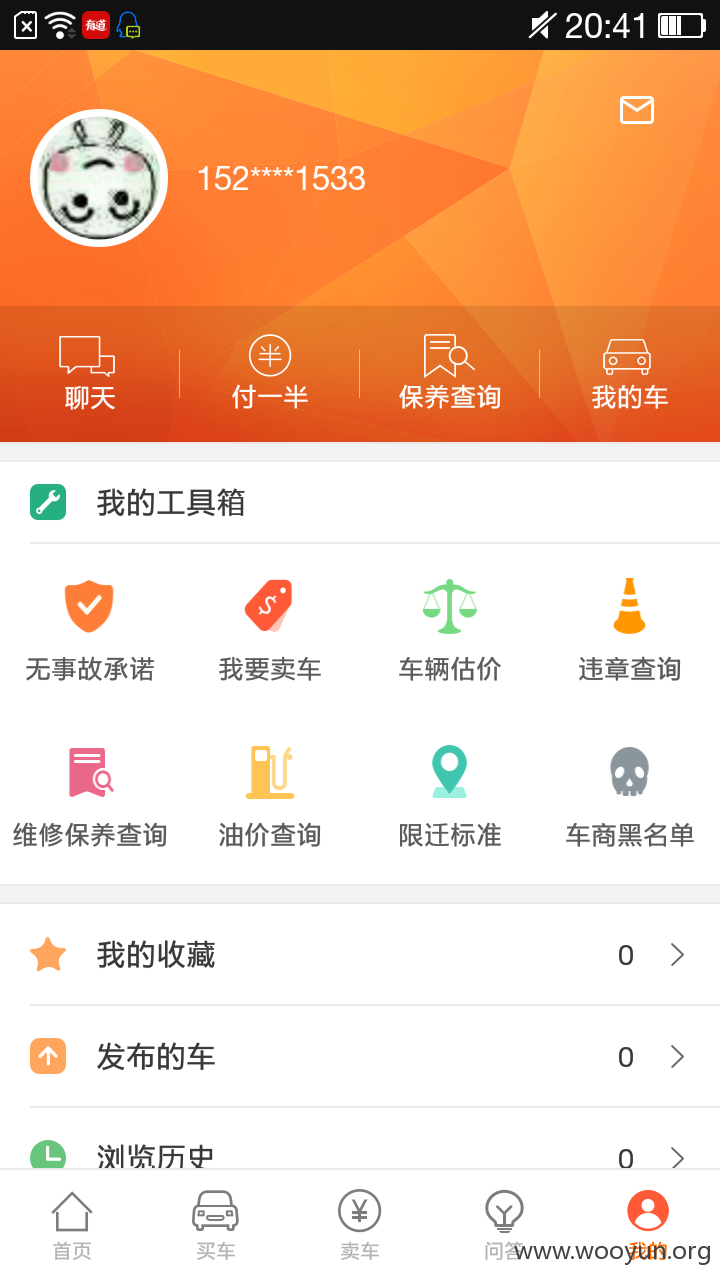 有道
20:41
152****1533
聊天
付一半
保养查询
我的车
我的工具箱
无事故承诺
我要卖车
车辆估价
违章查询
维修保养查询
油价查询
限迁标准
车商黑名单
我的收藏 0
发布的车 0
浏览历史 0
首页
买车
卖车
问答
我的
www.wooyun.org